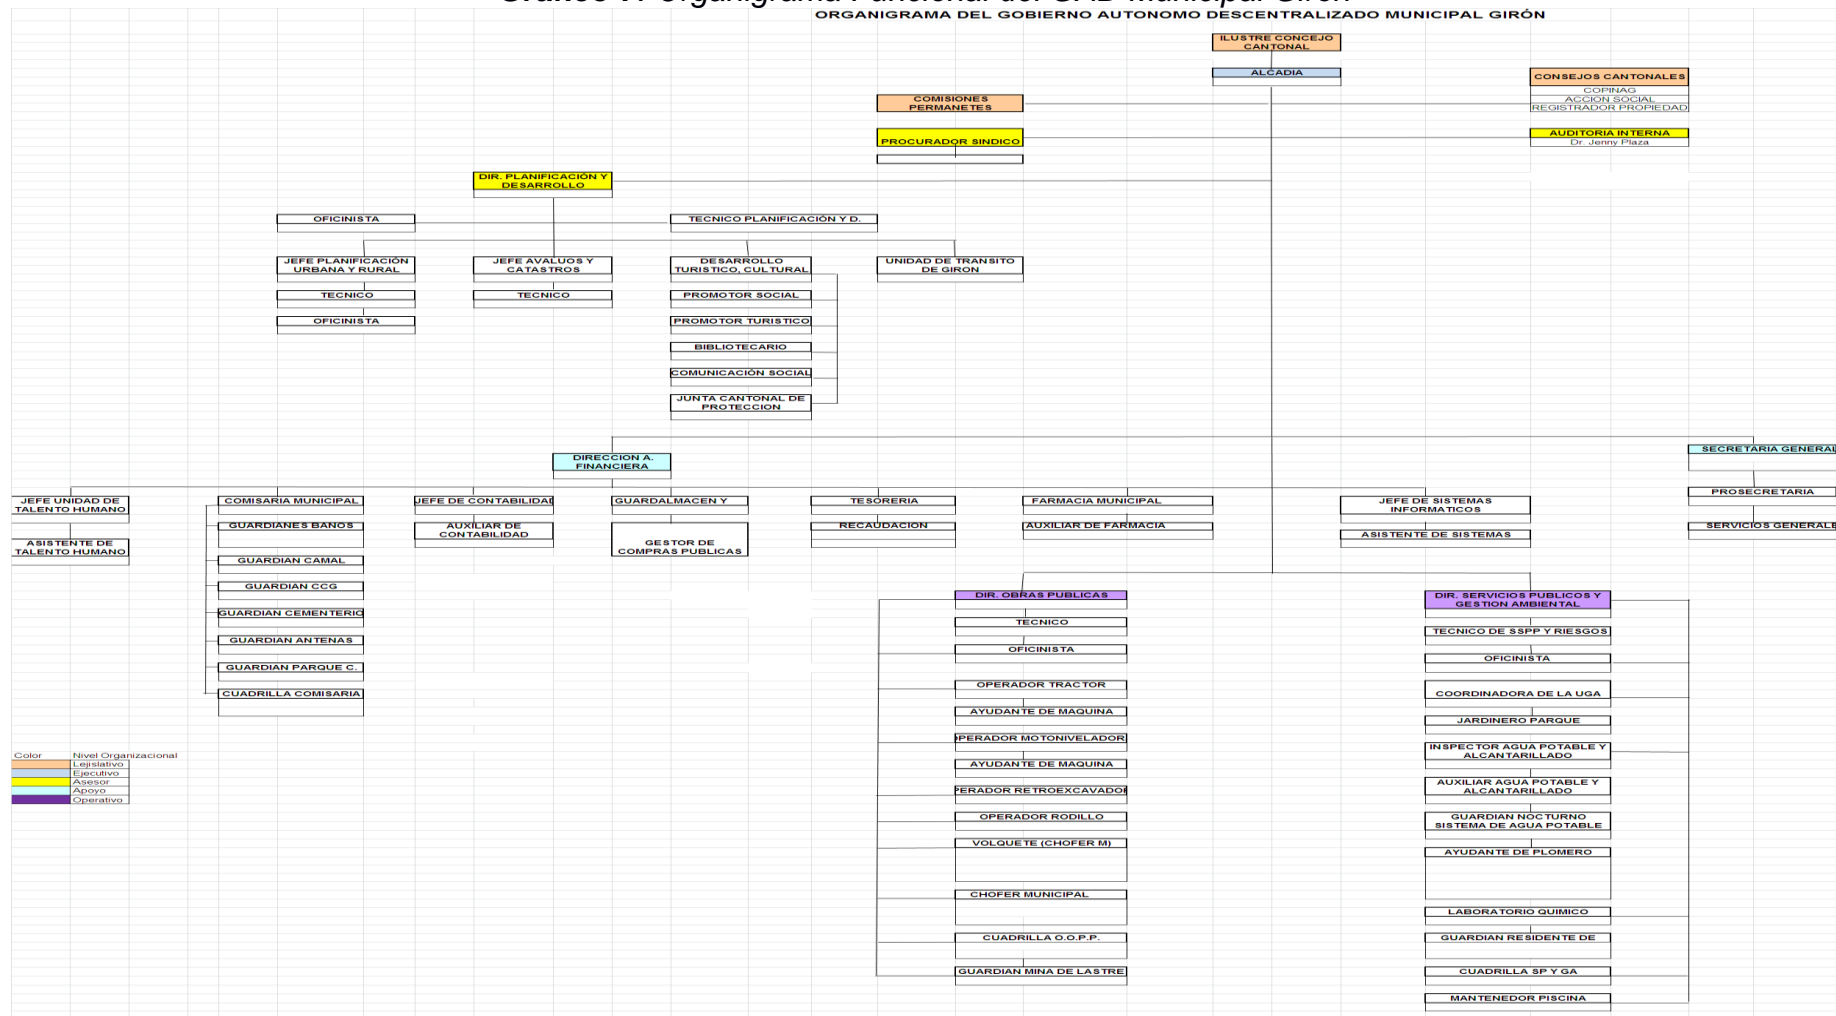 Organigrama Funcional del GAD Municipal Girón
ORGANIGRAMA DEL GOBIERNO AUTONOMO DESCENTRALIZADO MUNICIPAL GIRÓN
ILUSTRE CONCEJO
CANTONAL
ALCADIA
CONSEJOS CANTONALES
COPINAG
ACCION SOCIAL
REGISTRADOR PROPIEDAD
COMISIONES
PERMANETES
PROCURADOR SINDICO
AUDITORIA INTERNA
Dr. Jenny Plaza
DIR. PLANIFICACIÓN Y
DESARROLLO
OFICINISTA
TECNICO PLANIFICACIÓN Y D.
JEFE PLANIFICACIÓN
URBANA Y RURAL
TECNICO
OFICINISTA
JEFE AVALUOS Y
CATASTROS
TECNICO
DESARROLLO
TURISTICO, CULTURAL
PROMOTOR SOCIAL
PROMOTOR TURISTICO
BIBLIOTECARIO
COMUNICACIÓN SOCIAL
JUNTA CANTONAL DE
PROTECCION
UNIDAD DE TRANSITO
DE GIRON
DIRECCION A.
FINANCIERA
SECRETARIA GENERAL
PROSECRETARIA
SERVICIOS GENERALE
JEFE UNIDAD DE
TALENTO HUMANO
ASISTENTE DE
TALENTO HUMANO
COMISARIA MUNICIPAL
GUARDIANES BAÑOS
GUARDIAN CAMAL
GUARDIAN CCG
GUARDIAN CEMENTERIO
GUARDIAN ANTENAS
GUARDIAN PARQUE C.
CUADRILLA COMISARIA
JEFE DE CONTABILIDAD
AUXILIAR DE
CONTABILIDAD
GUARDALMACEN Y
GESTOR DE
COMPRAS PUBLICAS
TESORERIA
RECAUDACION
FARMACIA MUNICIPAL
AUXILIAR DE FARMACIA
JEFE DE SISTEMAS
INFORMATICOS
ASISTENTE DE SISTEMAS
DIR. OBRAS PUBLICAS
TECNICO
OFICINISTA
OPERADOR TRACTOR
AYUDANTE DE MAQUINA
OPERADOR MOTONIVELADOR
AYUDANTE DE MAQUINA
PERADOR RETROEXCAVADOR
OPERADOR RODILLO
VOLQUETE (CHOFER M)
CHOFER MUNICIPAL
CUADRILLA O.O.P.P.
GUARDIAN MINA DE LASTRE
DIR. SERVICIOS PUBLICOS Y
GESTION AMBIENTAL
TECNICO DE SSPP Y RIESGOS
OFICINISTA
COORDINADORA DE LA UGA
JARDINERO PARQUE
INSPECTOR AGUA POTABLE Y
ALCANTARILLADO
AUXILIAR AGUA POTABLE Y
ALCANTARILLADO
GUARDIAN NOCTURNO
SISTEMA DE AGUA POTABLE
AYUDANTE DE PLOMERO
LABORATORIO QUIMICO
GUARDIAN RESIDENTE DE
CUADRILLA SP Y GA
MANTENEDOR PISCINA
Color Nivel Organizacional
Lejislativo
Ejecutivo
Asesor
Apoyo
Operativo